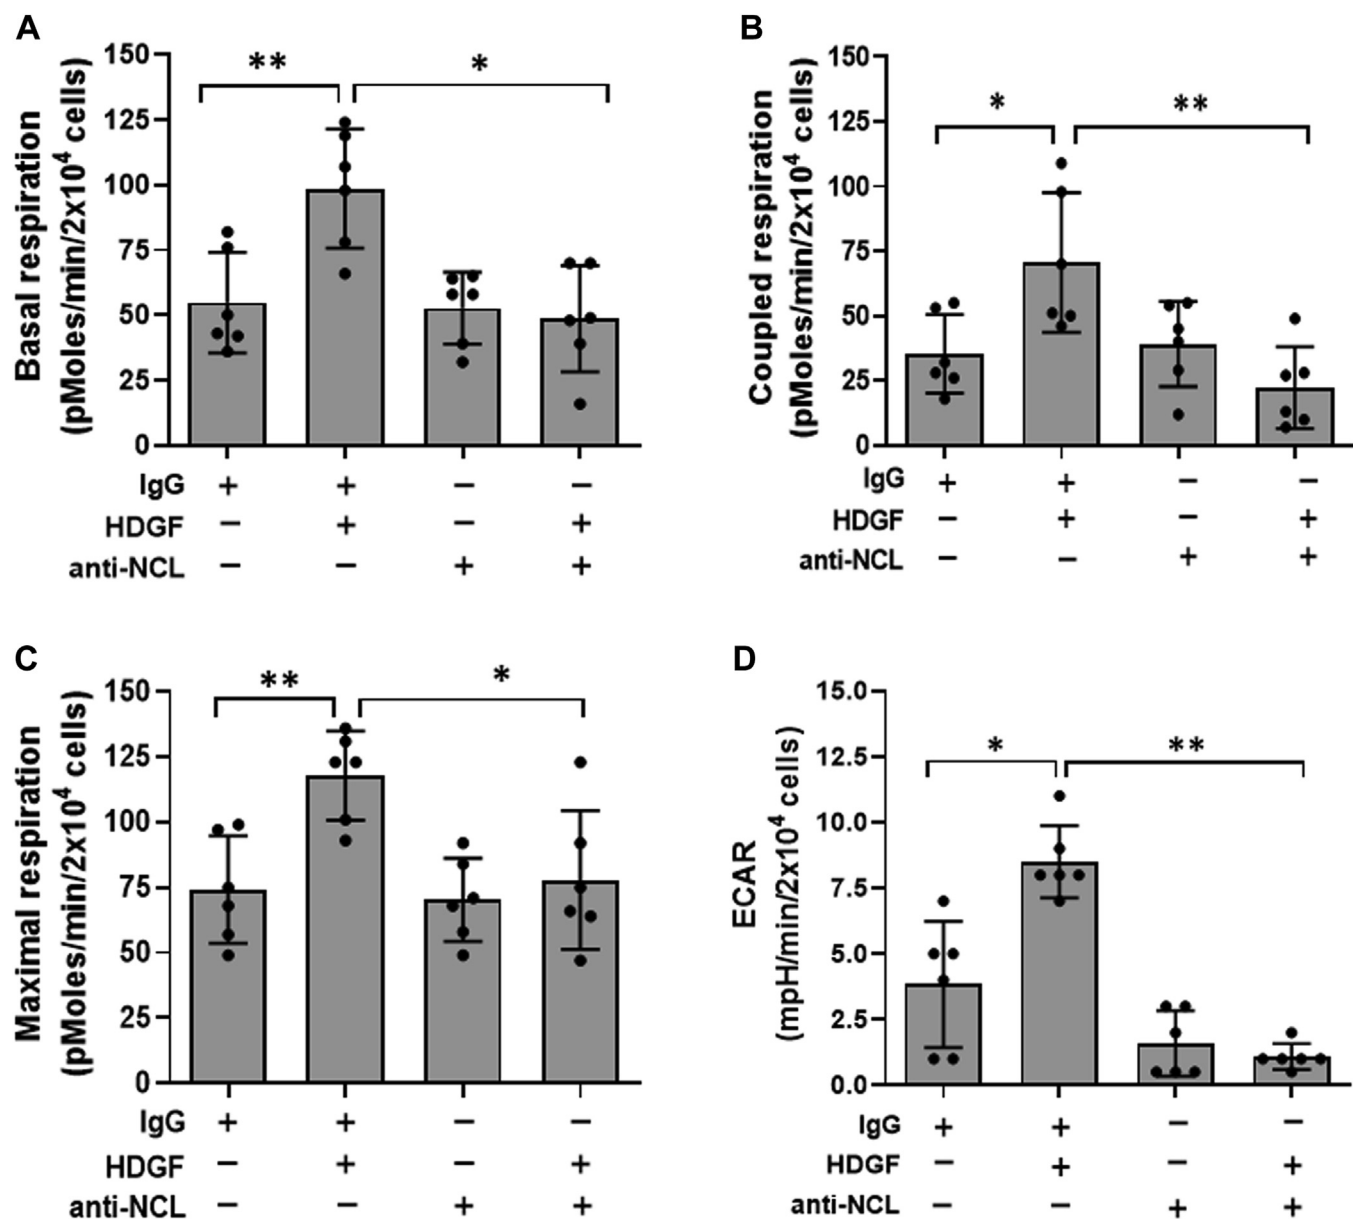 A
Basal respiration
(pMoles/min/2x10⁴ cells)
150
125
100
75
50
25
0
** *
IgG + + − −
HDGF − + − +
anti-NCL − − + +
B
Coupled respiration
(pMoles/min/2x10⁴ cells)
150
125
100
75
50
25
0
* **
IgG + + − −
HDGF − + − +
anti-NCL − − + +
C
Maximal respiration
(pMoles/min/2x10⁴ cells)
150
125
100
75
50
25
0
** *
IgG + + − −
HDGF − + − +
anti-NCL − − + +
D
ECAR
(mpH/min/2x10⁴ cells)
15.0
12.5
10.0
7.5
5.0
2.5
0.0
* **
IgG + + − −
HDGF − + − +
anti-NCL − − + +